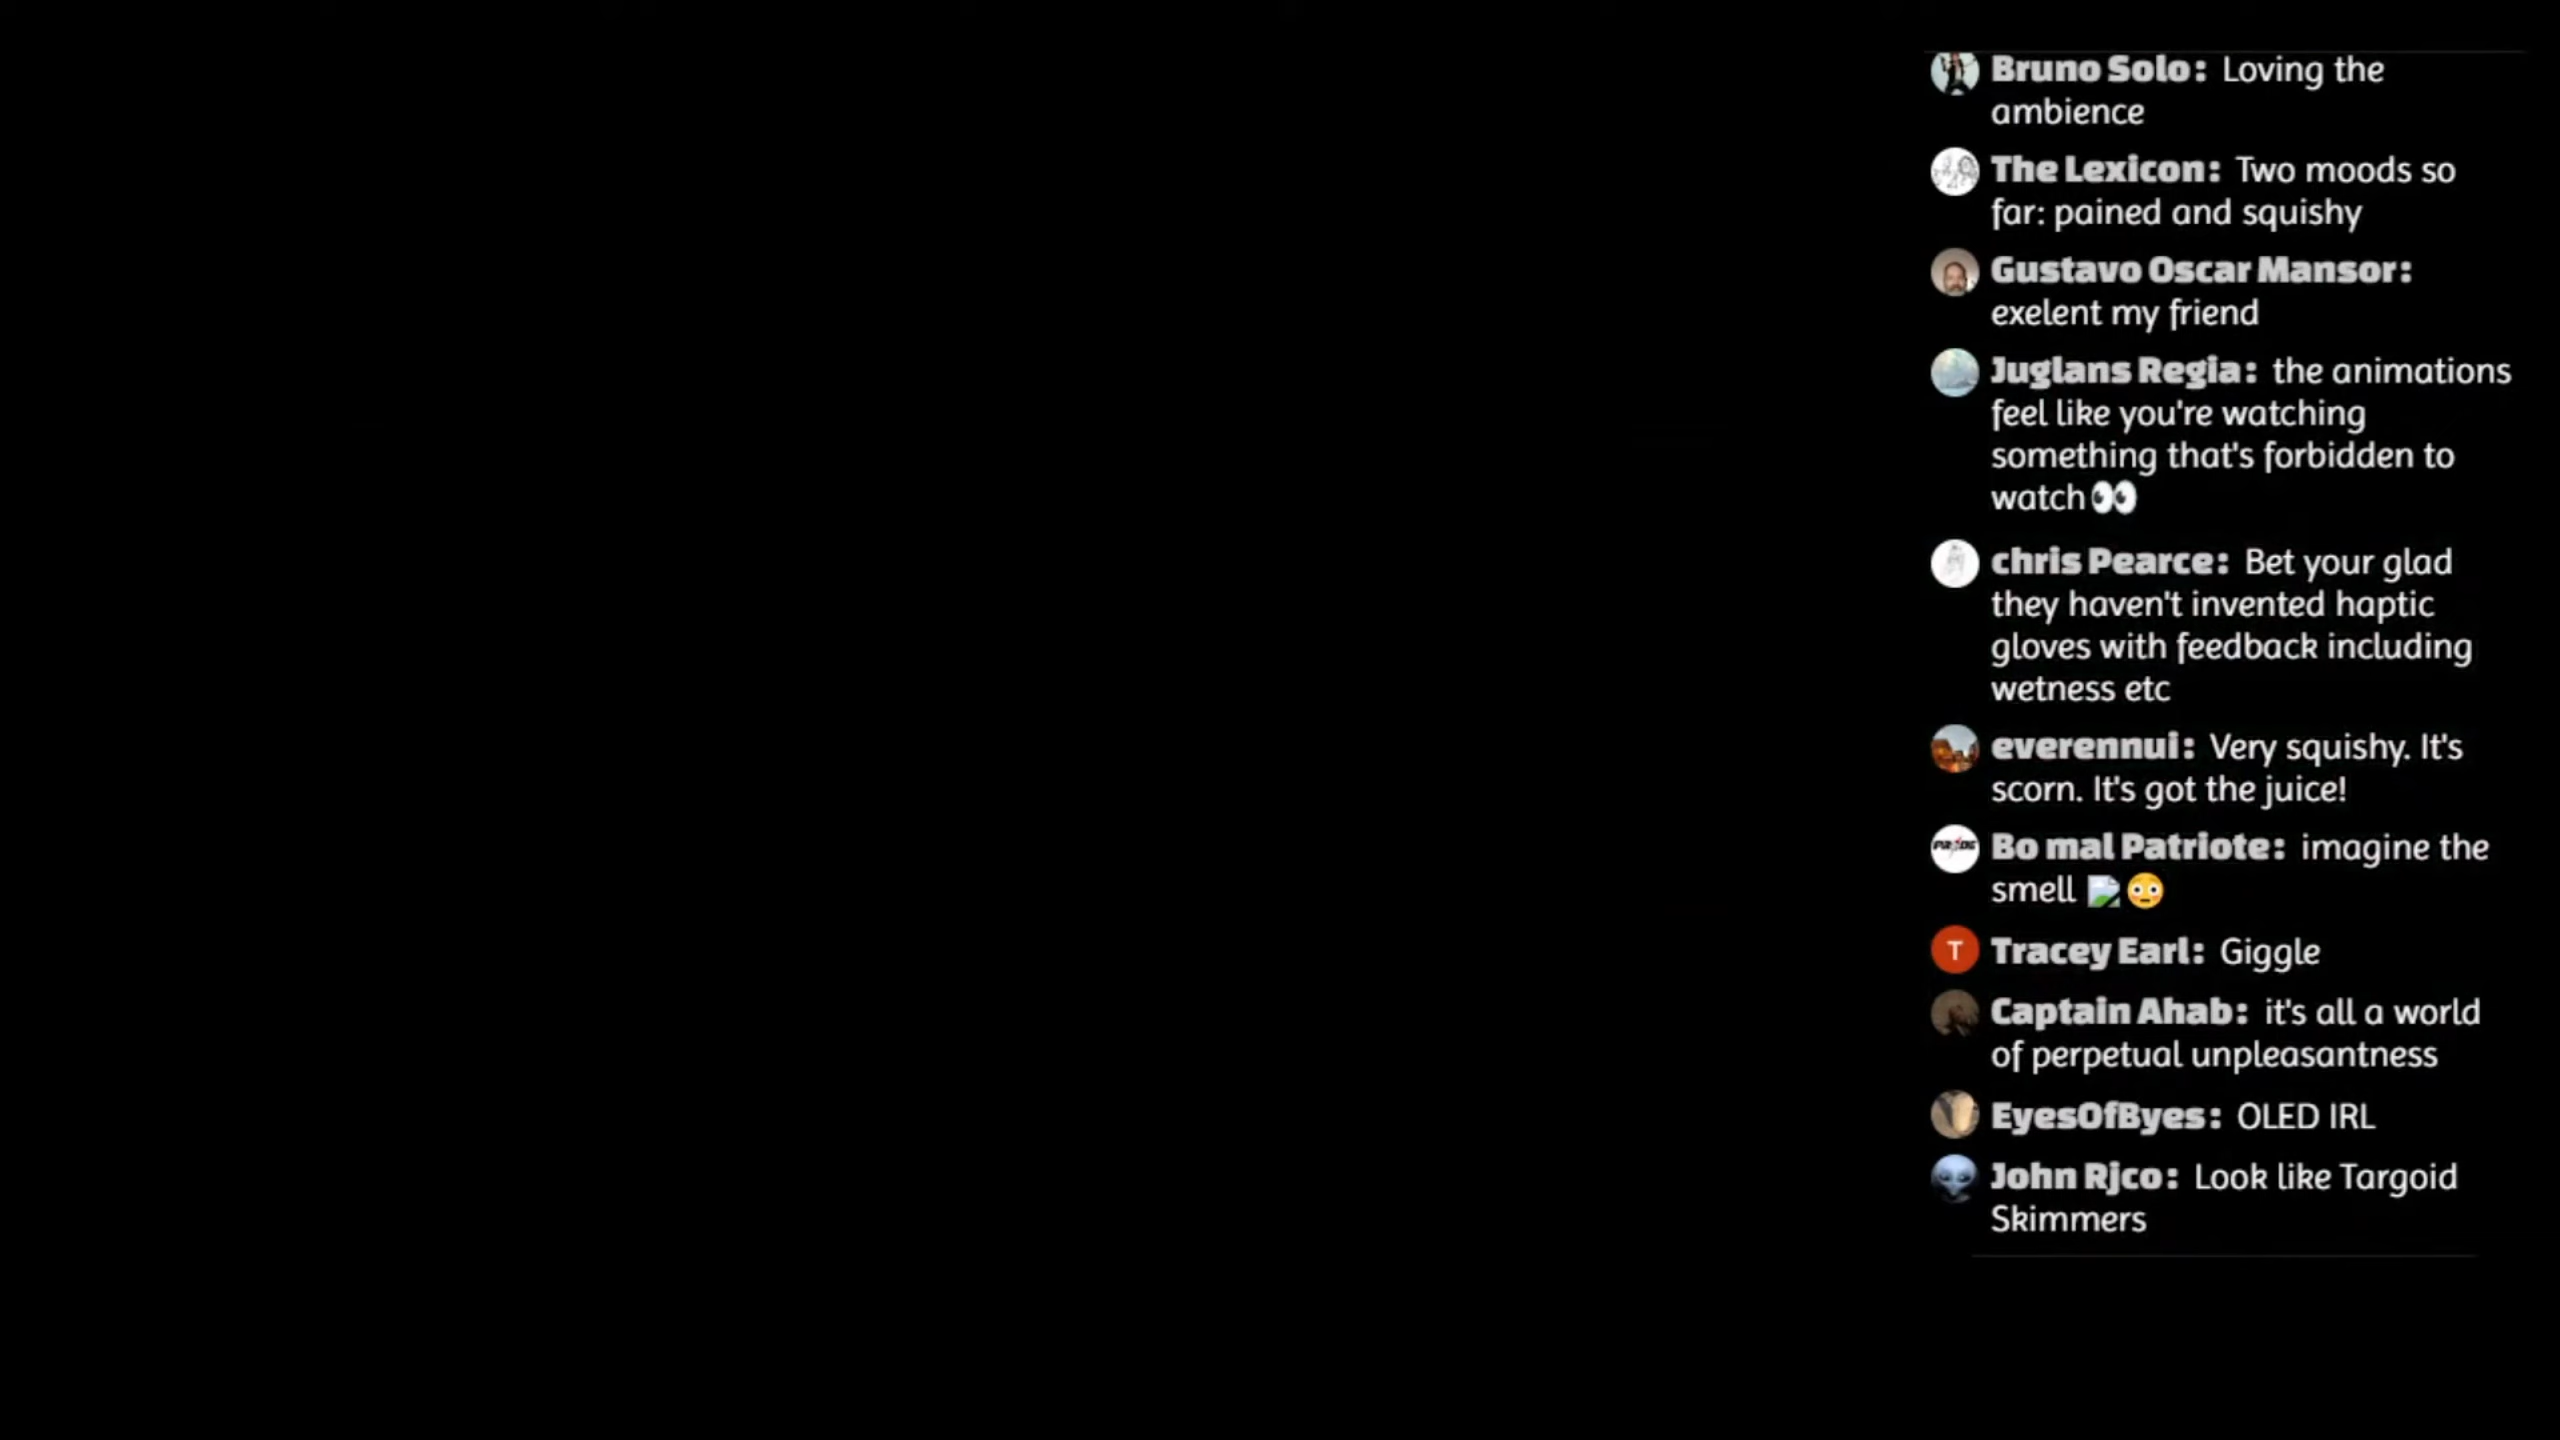 Bruno Solo: Loving the
ambience
The Lexicon: Two moods so
far: pained and squishy
Gustavo Oscar Mansor:
exelent my friend
Juglans Regia: the animations
feel like you're watching
something that's forbidden to
watch👀
chris Pearce: Bet your glad
they haven't invented haptic
gloves with feedback including
wetness etc
everennui: Very squishy. It's
scorn. It's got the juice!
Bo mal Patriote: imagine the
smell 😳
T Tracey Earl: Giggle
Captain Ahab: it's all a world
of perpetual unpleasantness
EyesOfByes: OLED IRL
John Rjco: Look like Targoid
Skimmers